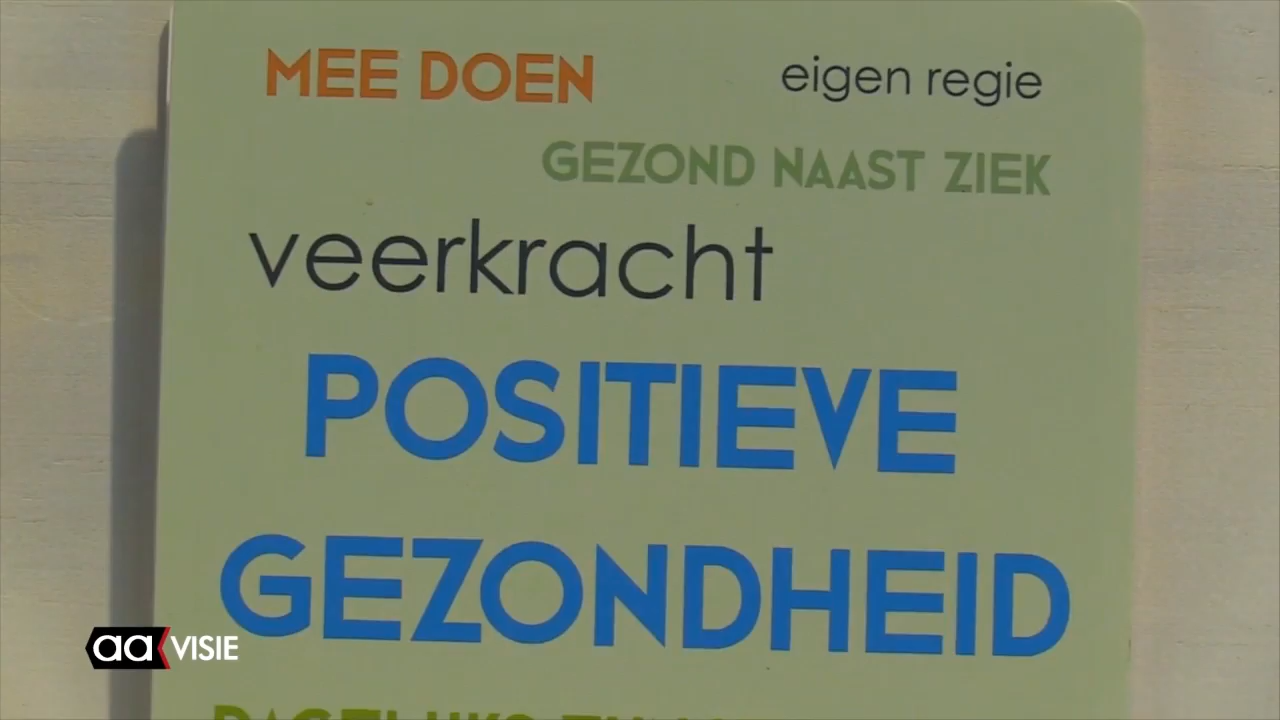 MEE DOEN
eigen regie
GEZOND NAAST ZIEK
veerkracht
POSITIEVE
GEZONDHEID
aa VISIE